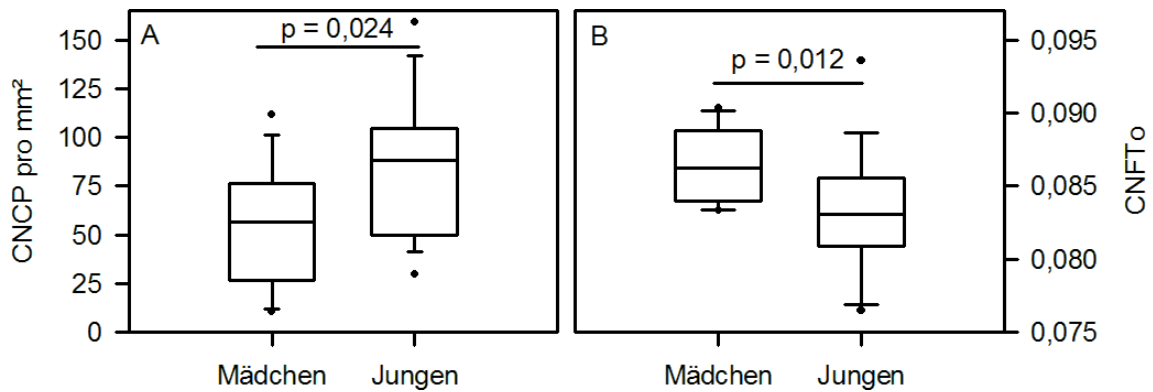 A
p = 0,024
150
125
100
75
50
25
0
CNCP pro mm²
Mädchen Jungen
B
p = 0,012
0,095
0,090
0,085
0,080
0,075
CNFTo
Mädchen Jungen